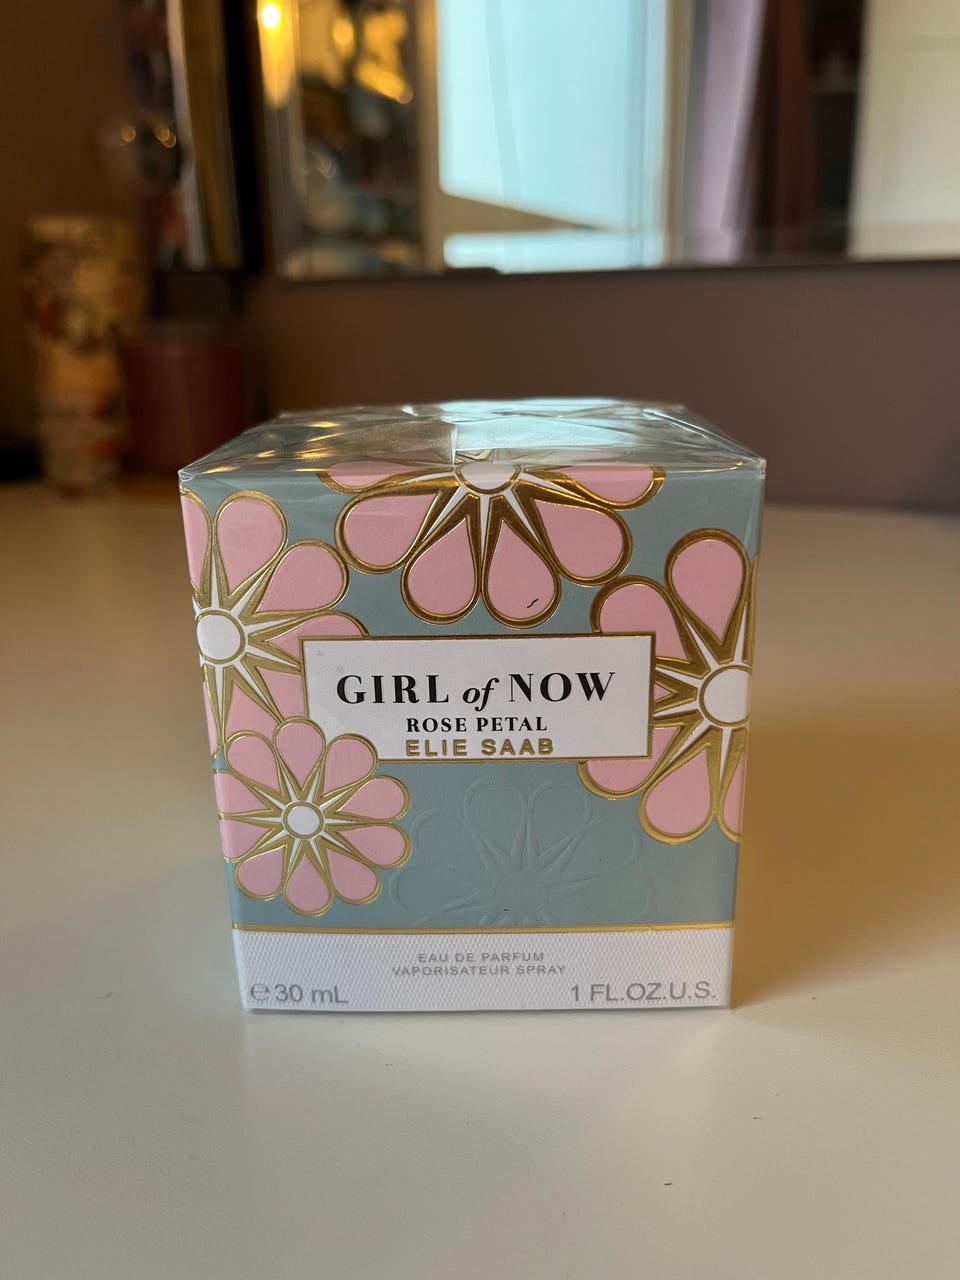 GIRL of NOW
ROSE PETAL
ELIE SAAB
EAU DE PARFUM
VAPORISATEUR SPRAY
℮30 mL
1 FL.OZ.U.S.